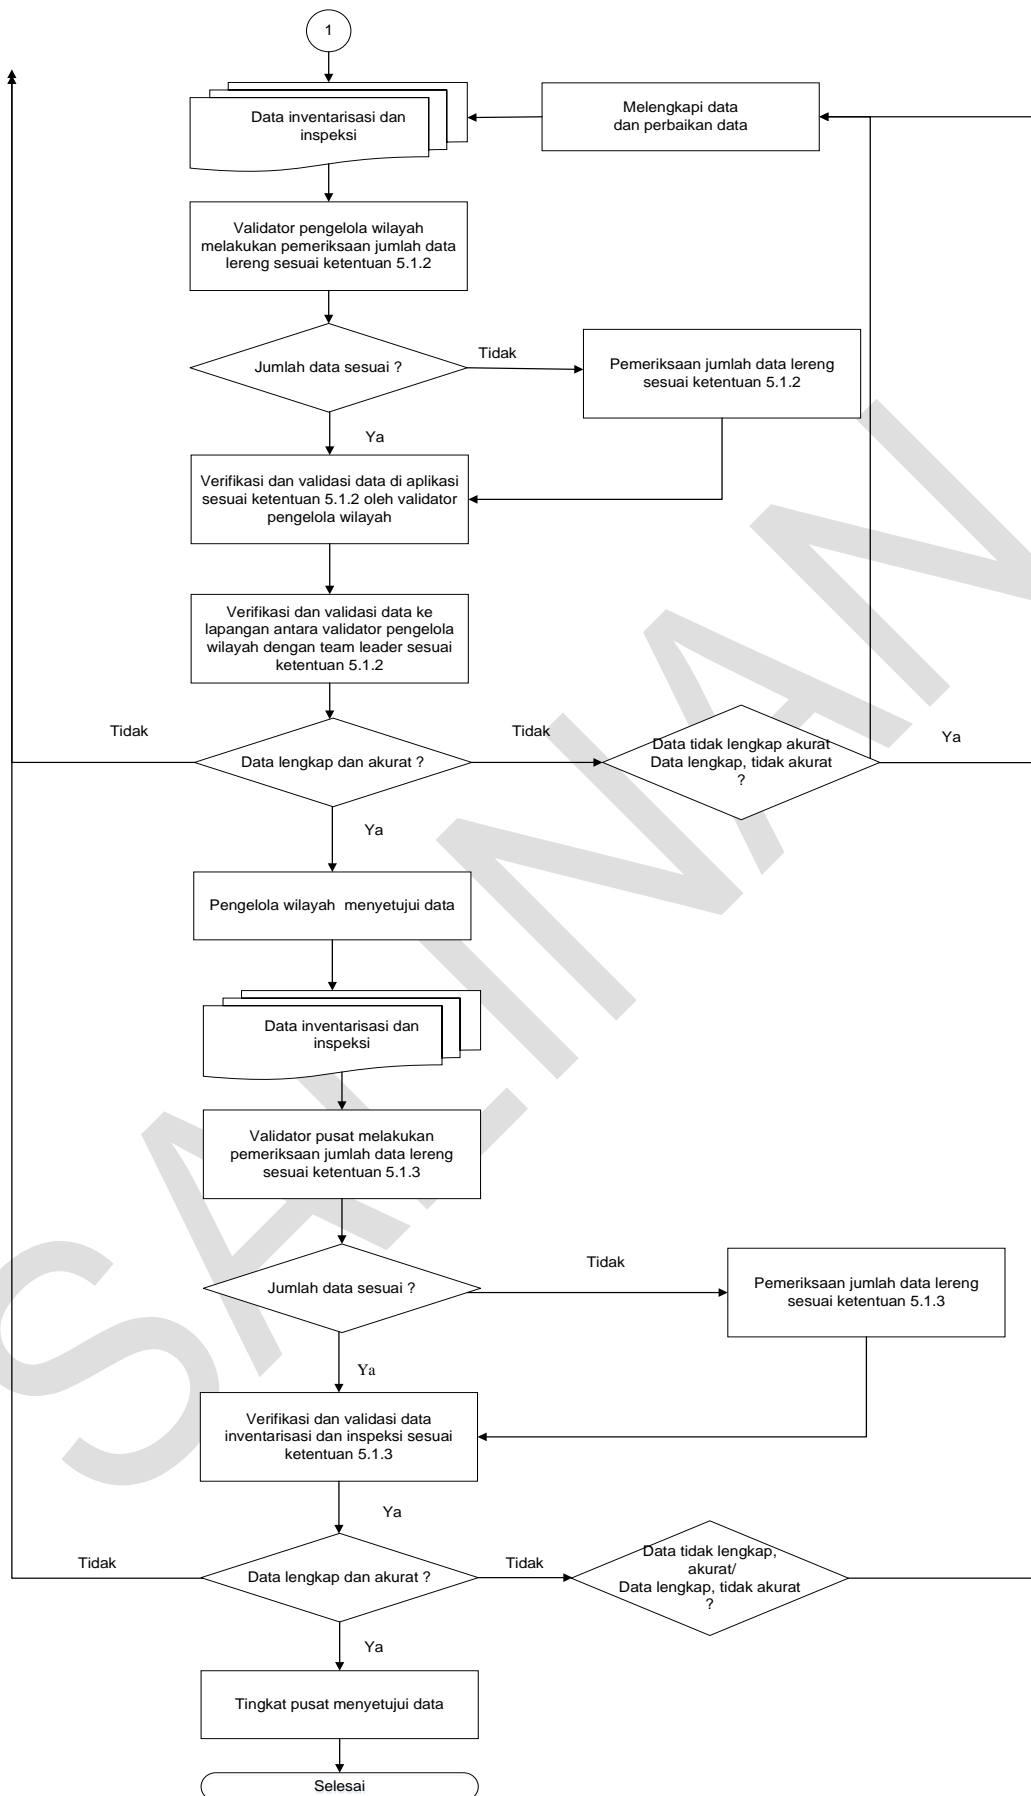 1
Data inventarisasi dan
inspeksi
Melengkapi data
dan perbaikan data
Validator pengelola wilayah
melakukan pemeriksaan jumlah data
lereng sesuai ketentuan 5.1.2
Jumlah data sesuai ?
Tidak
Pemeriksaan jumlah data lereng
sesuai ketentuan 5.1.2
Ya
Verifikasi dan validasi data di aplikasi
sesuai ketentuan 5.1.2 oleh validator
pengelola wilayah
Verifikasi dan validasi data ke
lapangan antara validator pengelola
wilayah dengan team leader sesuai
ketentuan 5.1.2
Tidak
Data lengkap dan akurat ?
Tidak
Data tidak lengkap akurat
Data lengkap, tidak akurat
?
Ya
Ya
Pengelola wilayah menyetujui data
Data inventarisasi dan
inspeksi
Validator pusat melakukan
pemeriksaan jumlah data lereng
sesuai ketentuan 5.1.3
Jumlah data sesuai ?
Tidak
Pemeriksaan jumlah data lereng
sesuai ketentuan 5.1.3
Ya
Verifikasi dan validasi data
inventarisasi dan inspeksi sesuai
ketentuan 5.1.3
Ya
Tidak
Data lengkap dan akurat ?
Tidak
Data tidak lengkap,
akurat/
Data lengkap, tidak akurat
?
Ya
Tingkat pusat menyetujui data
Selesai
SALINAN